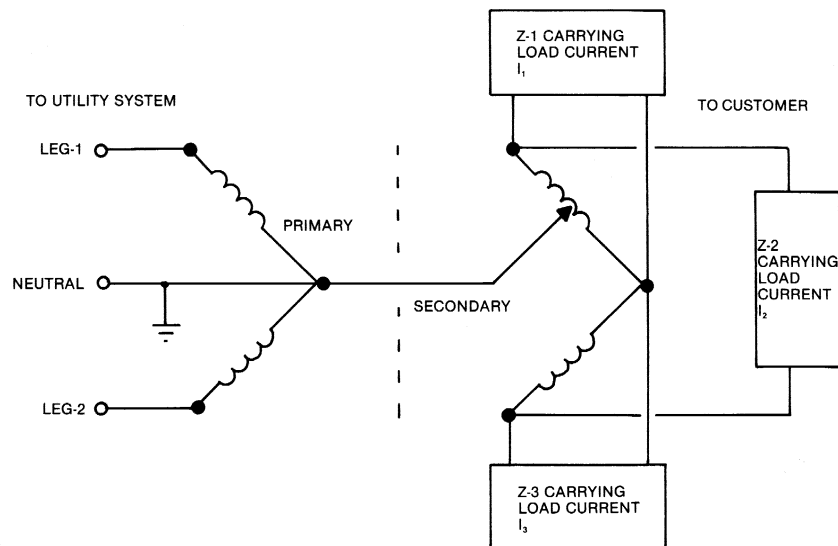 Z-1 CARRYING
LOAD CURRENT
I₁
TO UTILITY SYSTEM
TO CUSTOMER
LEG-1
PRIMARY
Z-2
CARRYING
LOAD
CURRENT
I₂
NEUTRAL
SECONDARY
LEG-2
Z-3 CARRYING
LOAD CURRENT
I₃